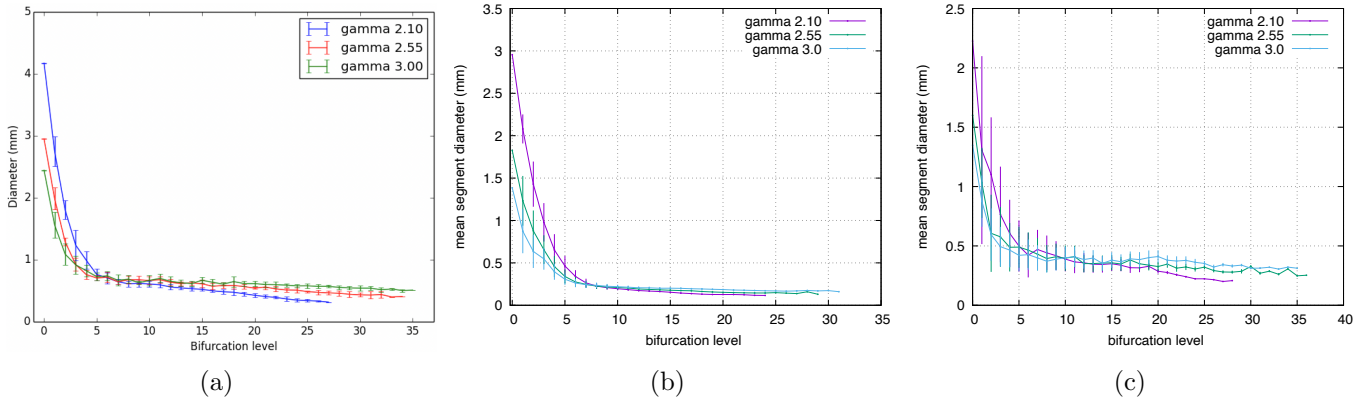 5
4
3
2
1
0
Diameter (mm)
gamma 2.10
gamma 2.55
gamma 3.00
0 5 10 15 20 25 30 35
Bifurcation level
(a)
3.5
3
2.5
2
1.5
1
0.5
0
mean segment diameter (mm)
gamma 2.10
gamma 2.55
gamma 3.0
0 5 10 15 20 25 30 35
bifurcation level
(b)
2.5
2
1.5
1
0.5
0
mean segment diameter (mm)
gamma 2.10
gamma 2.55
gamma 3.0
0 5 10 15 20 25 30 35 40
bifurcation level
(c)